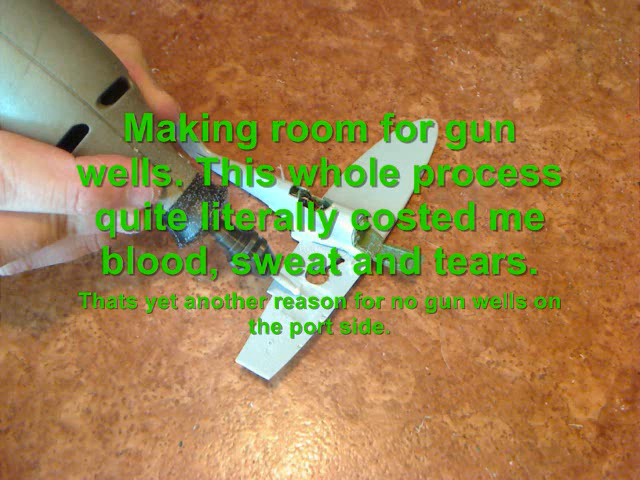 Making room for gun
wells. This whole process
quite literally costed me
blood, sweat and tears.
Thats yet another reason for no gun wells on
the port side.